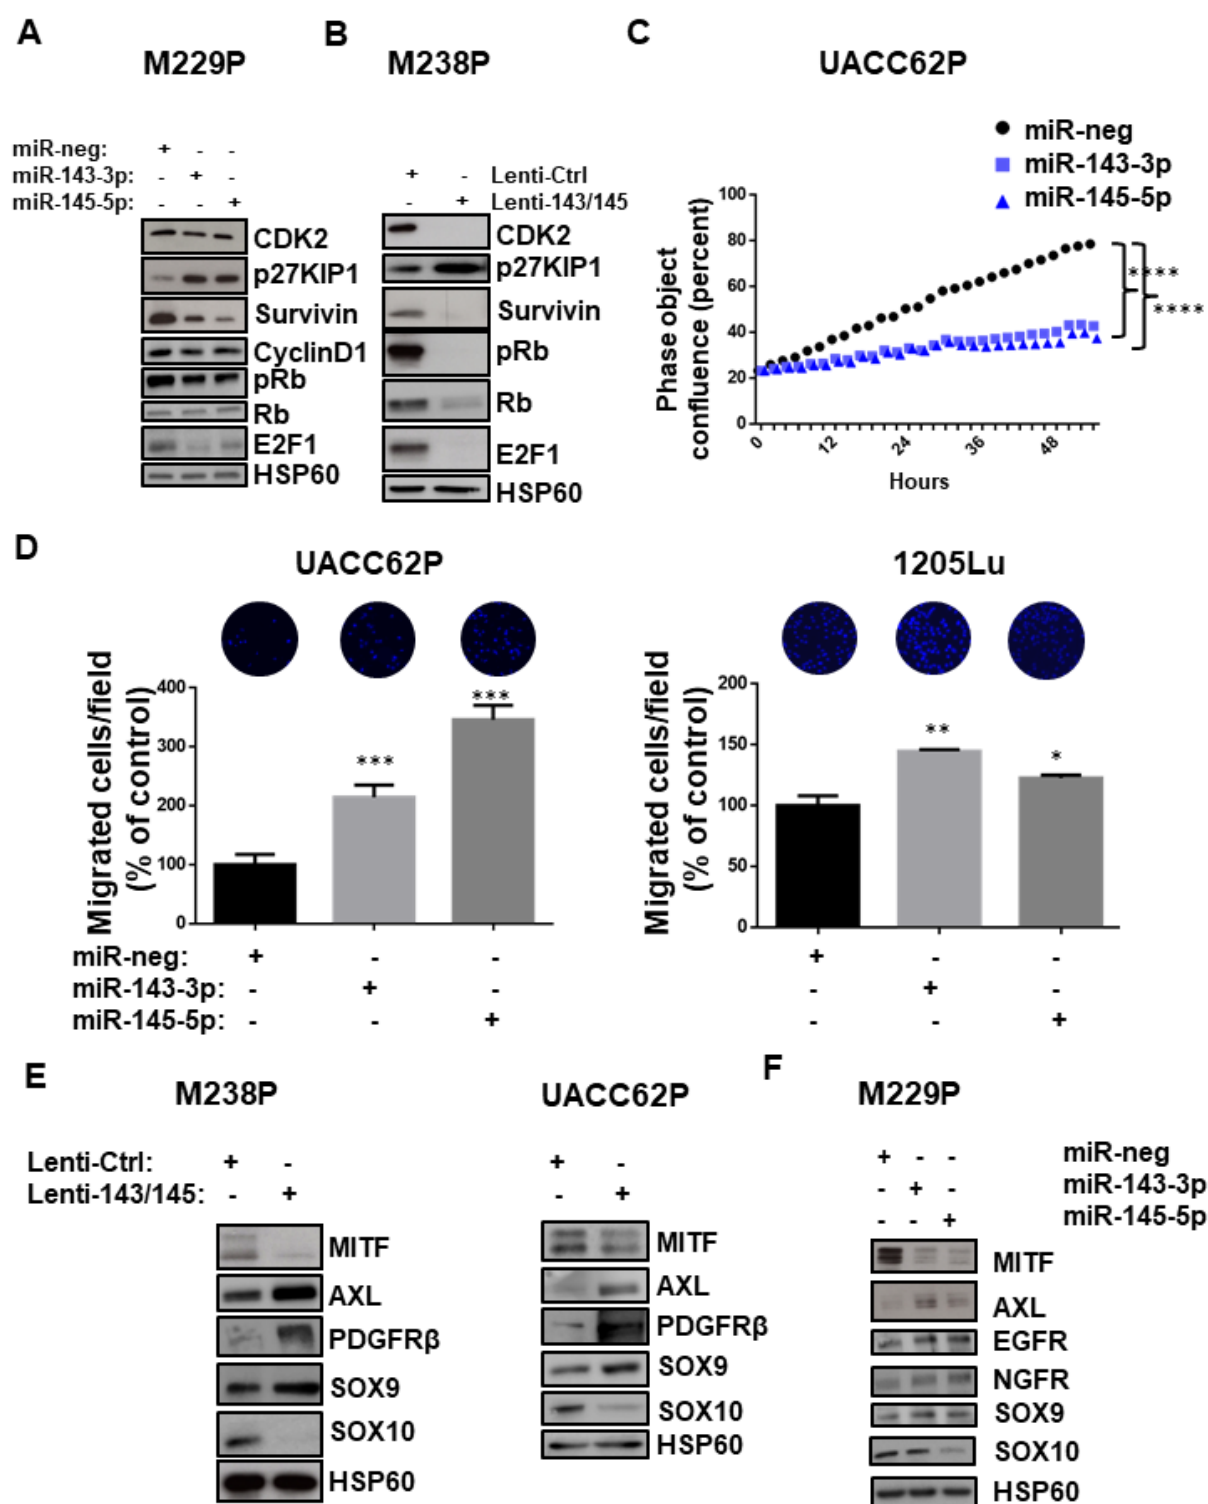 A
M229P
miR-neg: + - -
miR-143-3p: - + -
miR-145-5p: - - +
CDK2
p27KIP1
Survivin
CyclinD1
pRb
Rb
E2F1
HSP60
B
M238P
+ - Lenti-Ctrl
- + Lenti-143/145
CDK2
p27KIP1
Survivin
pRb
Rb
E2F1
HSP60
C
UACC62P
miR-neg
miR-143-3p
miR-145-5p
Phase object
confluence (percent)
100
80
60
40
20
0
0 12 24 36 48
Hours
****
****
D
UACC62P
Migrated cells/field
(% of control)
400
300
200
100
0
***
***
miR-neg: + - -
miR-143-3p: - + -
miR-145-5p: - - +
1205Lu
Migrated cells/field
(% of control)
200
150
100
50
0
**
*
+ - -
- + -
- - +
E
M238P
Lenti-Ctrl: + -
Lenti-143/145: - +
MITF
AXL
PDGFRβ
SOX9
SOX10
HSP60
UACC62P
+ -
- +
MITF
AXL
PDGFRβ
SOX9
SOX10
HSP60
F
M229P
+ - - miR-neg
- + - miR-143-3p
- - + miR-145-5p
MITF
AXL
EGFR
NGFR
SOX9
SOX10
HSP60